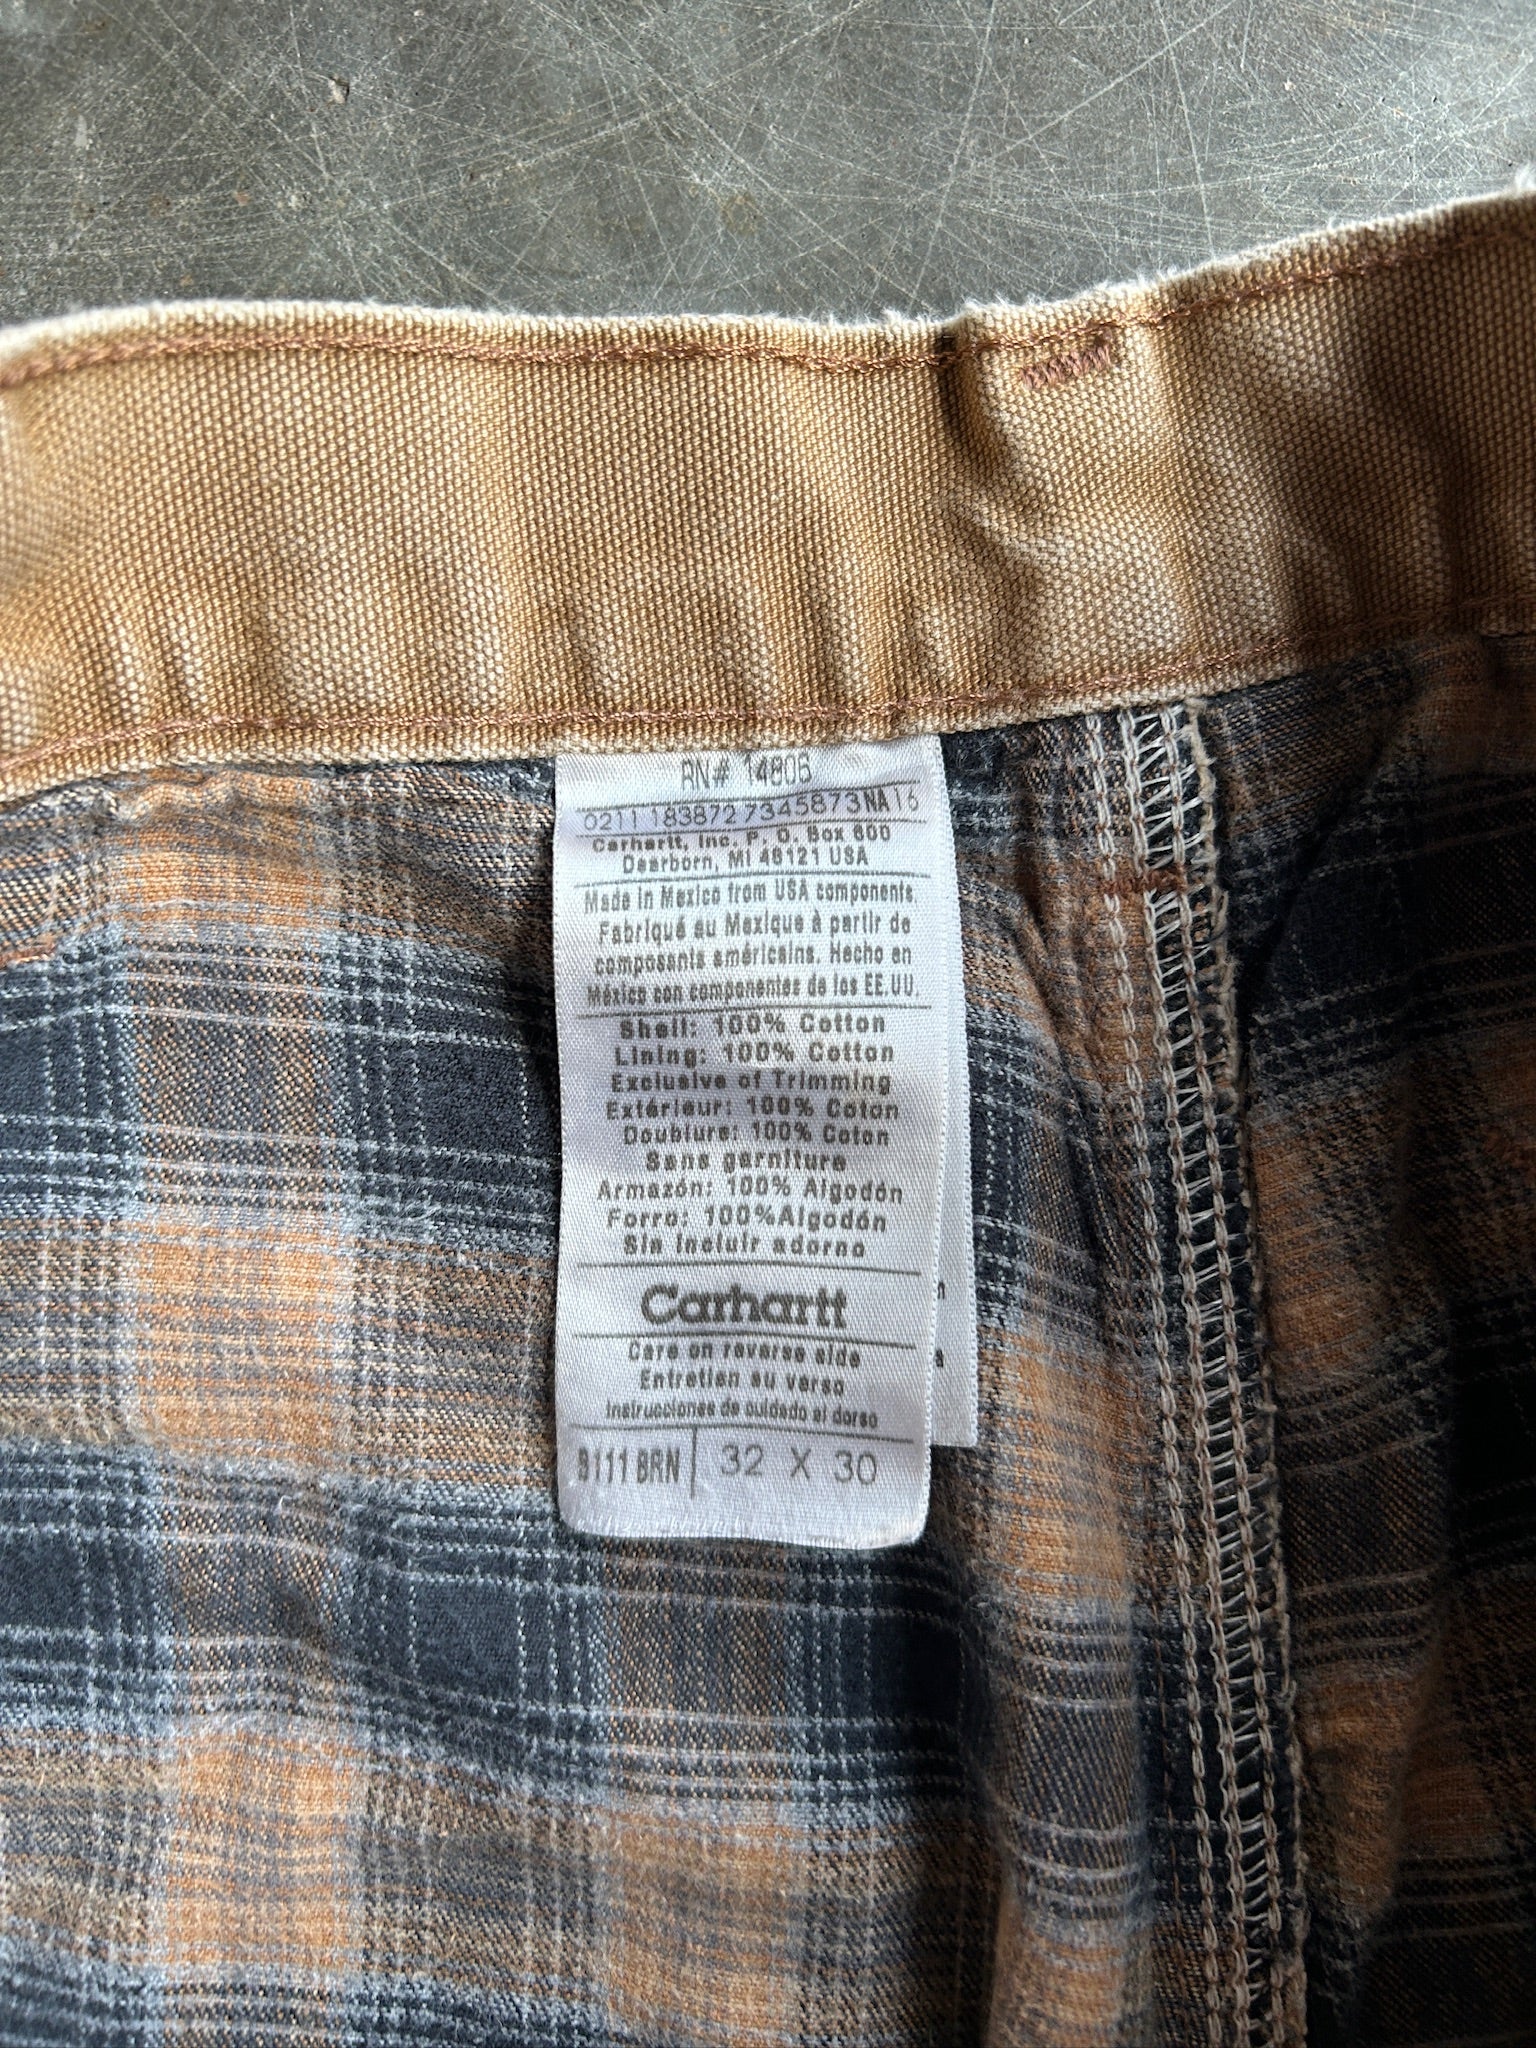 RN# 14806
0211 183872 7345873 NA 16
Carhartt, Inc. P. O. Box 600
Dearborn, MI 48121 USA
Made in Mexico from USA components.
Fabriqué au Mexique à partir de
composants américains. Hecho en
México con componentes de los EE.UU.
Shell: 100% Cotton
Lining: 100% Cotton
Exclusive of Trimming
Extérieur: 100% Coton
Doublure: 100% Coton
Sans garniture
Armazón: 100% Algodón
Forro: 100%Algodón
Sin incluir adorno
Carhartt
Care on reverse side
Entretien au verso
Instrucciones de cuidado al dorso
B111 BRN 32 X 30